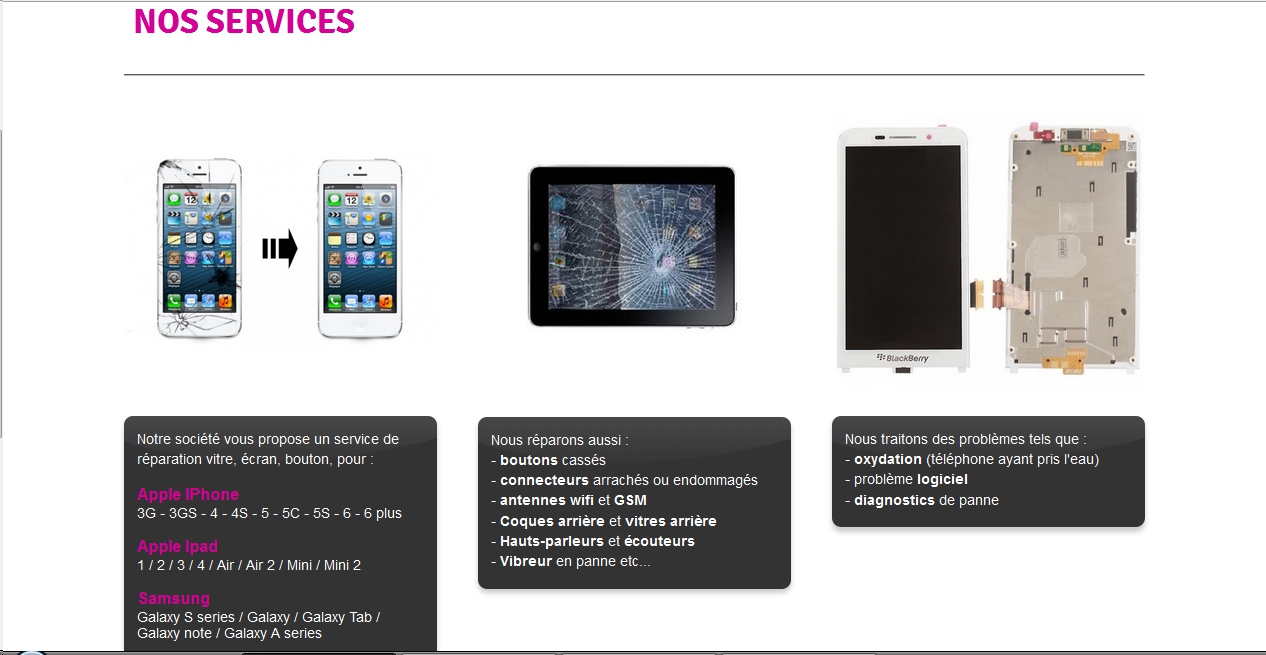 NOS SERVICES
12
12
BlackBerry
Notre société vous propose un service de
réparation vitre, écran, bouton, pour :
Apple IPhone
3G - 3GS - 4 - 4S - 5 - 5C - 5S - 6 - 6 plus
Apple Ipad
1 / 2 / 3 / 4 / Air / Air 2 / Mini / Mini 2
Samsung
Galaxy S series / Galaxy / Galaxy Tab /
Galaxy note / Galaxy A series
Nous réparons aussi :
- boutons cassés
- connecteurs arrachés ou endommagés
- antennes wifi et GSM
- Coques arrière et vitres arrière
- Hauts-parleurs et écouteurs
- Vibreur en panne etc...
Nous traitons des problèmes tels que :
- oxydation (téléphone ayant pris l'eau)
- problème logiciel
- diagnostics de panne